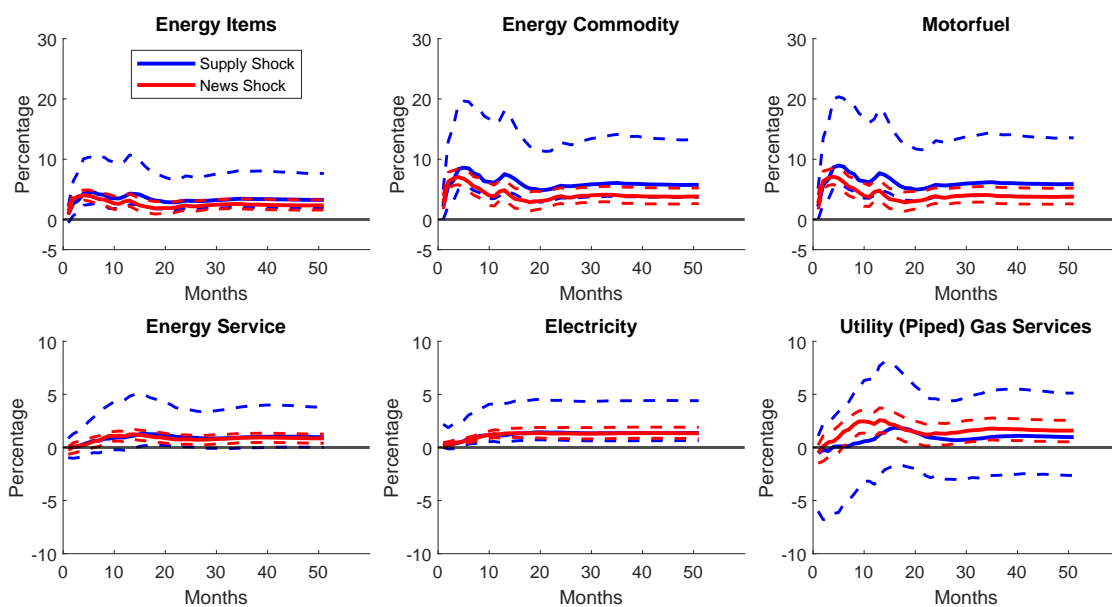 Energy Items
30
20
10
0
-5
Percentage
0 10 20 30 40 50
Months
Supply Shock
News Shock
Energy Commodity
30
20
10
0
-5
Percentage
0 10 20 30 40 50
Months
Motorfuel
30
20
10
0
-5
Percentage
0 10 20 30 40 50
Months
Energy Service
10
5
0
-5
-10
Percentage
0 10 20 30 40 50
Months
Electricity
10
5
0
-5
-10
Percentage
0 10 20 30 40 50
Months
Utility (Piped) Gas Services
10
5
0
-5
-10
Percentage
0 10 20 30 40 50
Months